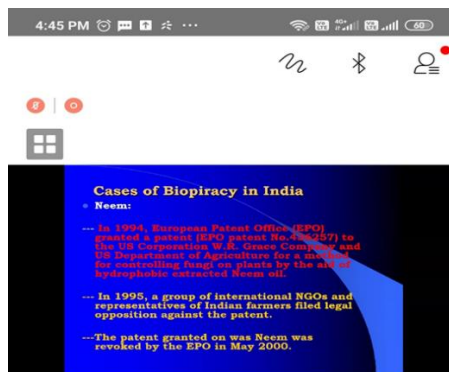 4:45 PM
60
Cases of Biopiracy in India
Neem:
--- In 1994, European Patent Office (EPO)
granted a patent (EPO patent No.436257) to
the US Corporation W.R. Grace Company and
US Department of Agriculture for a method
for controlling fungi on plants by the aid of
hydrophobic extracted Neem oil.
--- In 1995, a group of international NGOs and
representatives of Indian farmers filed legal
opposition against the patent.
---The patent granted on was Neem was
revoked by the EPO in May 2000.